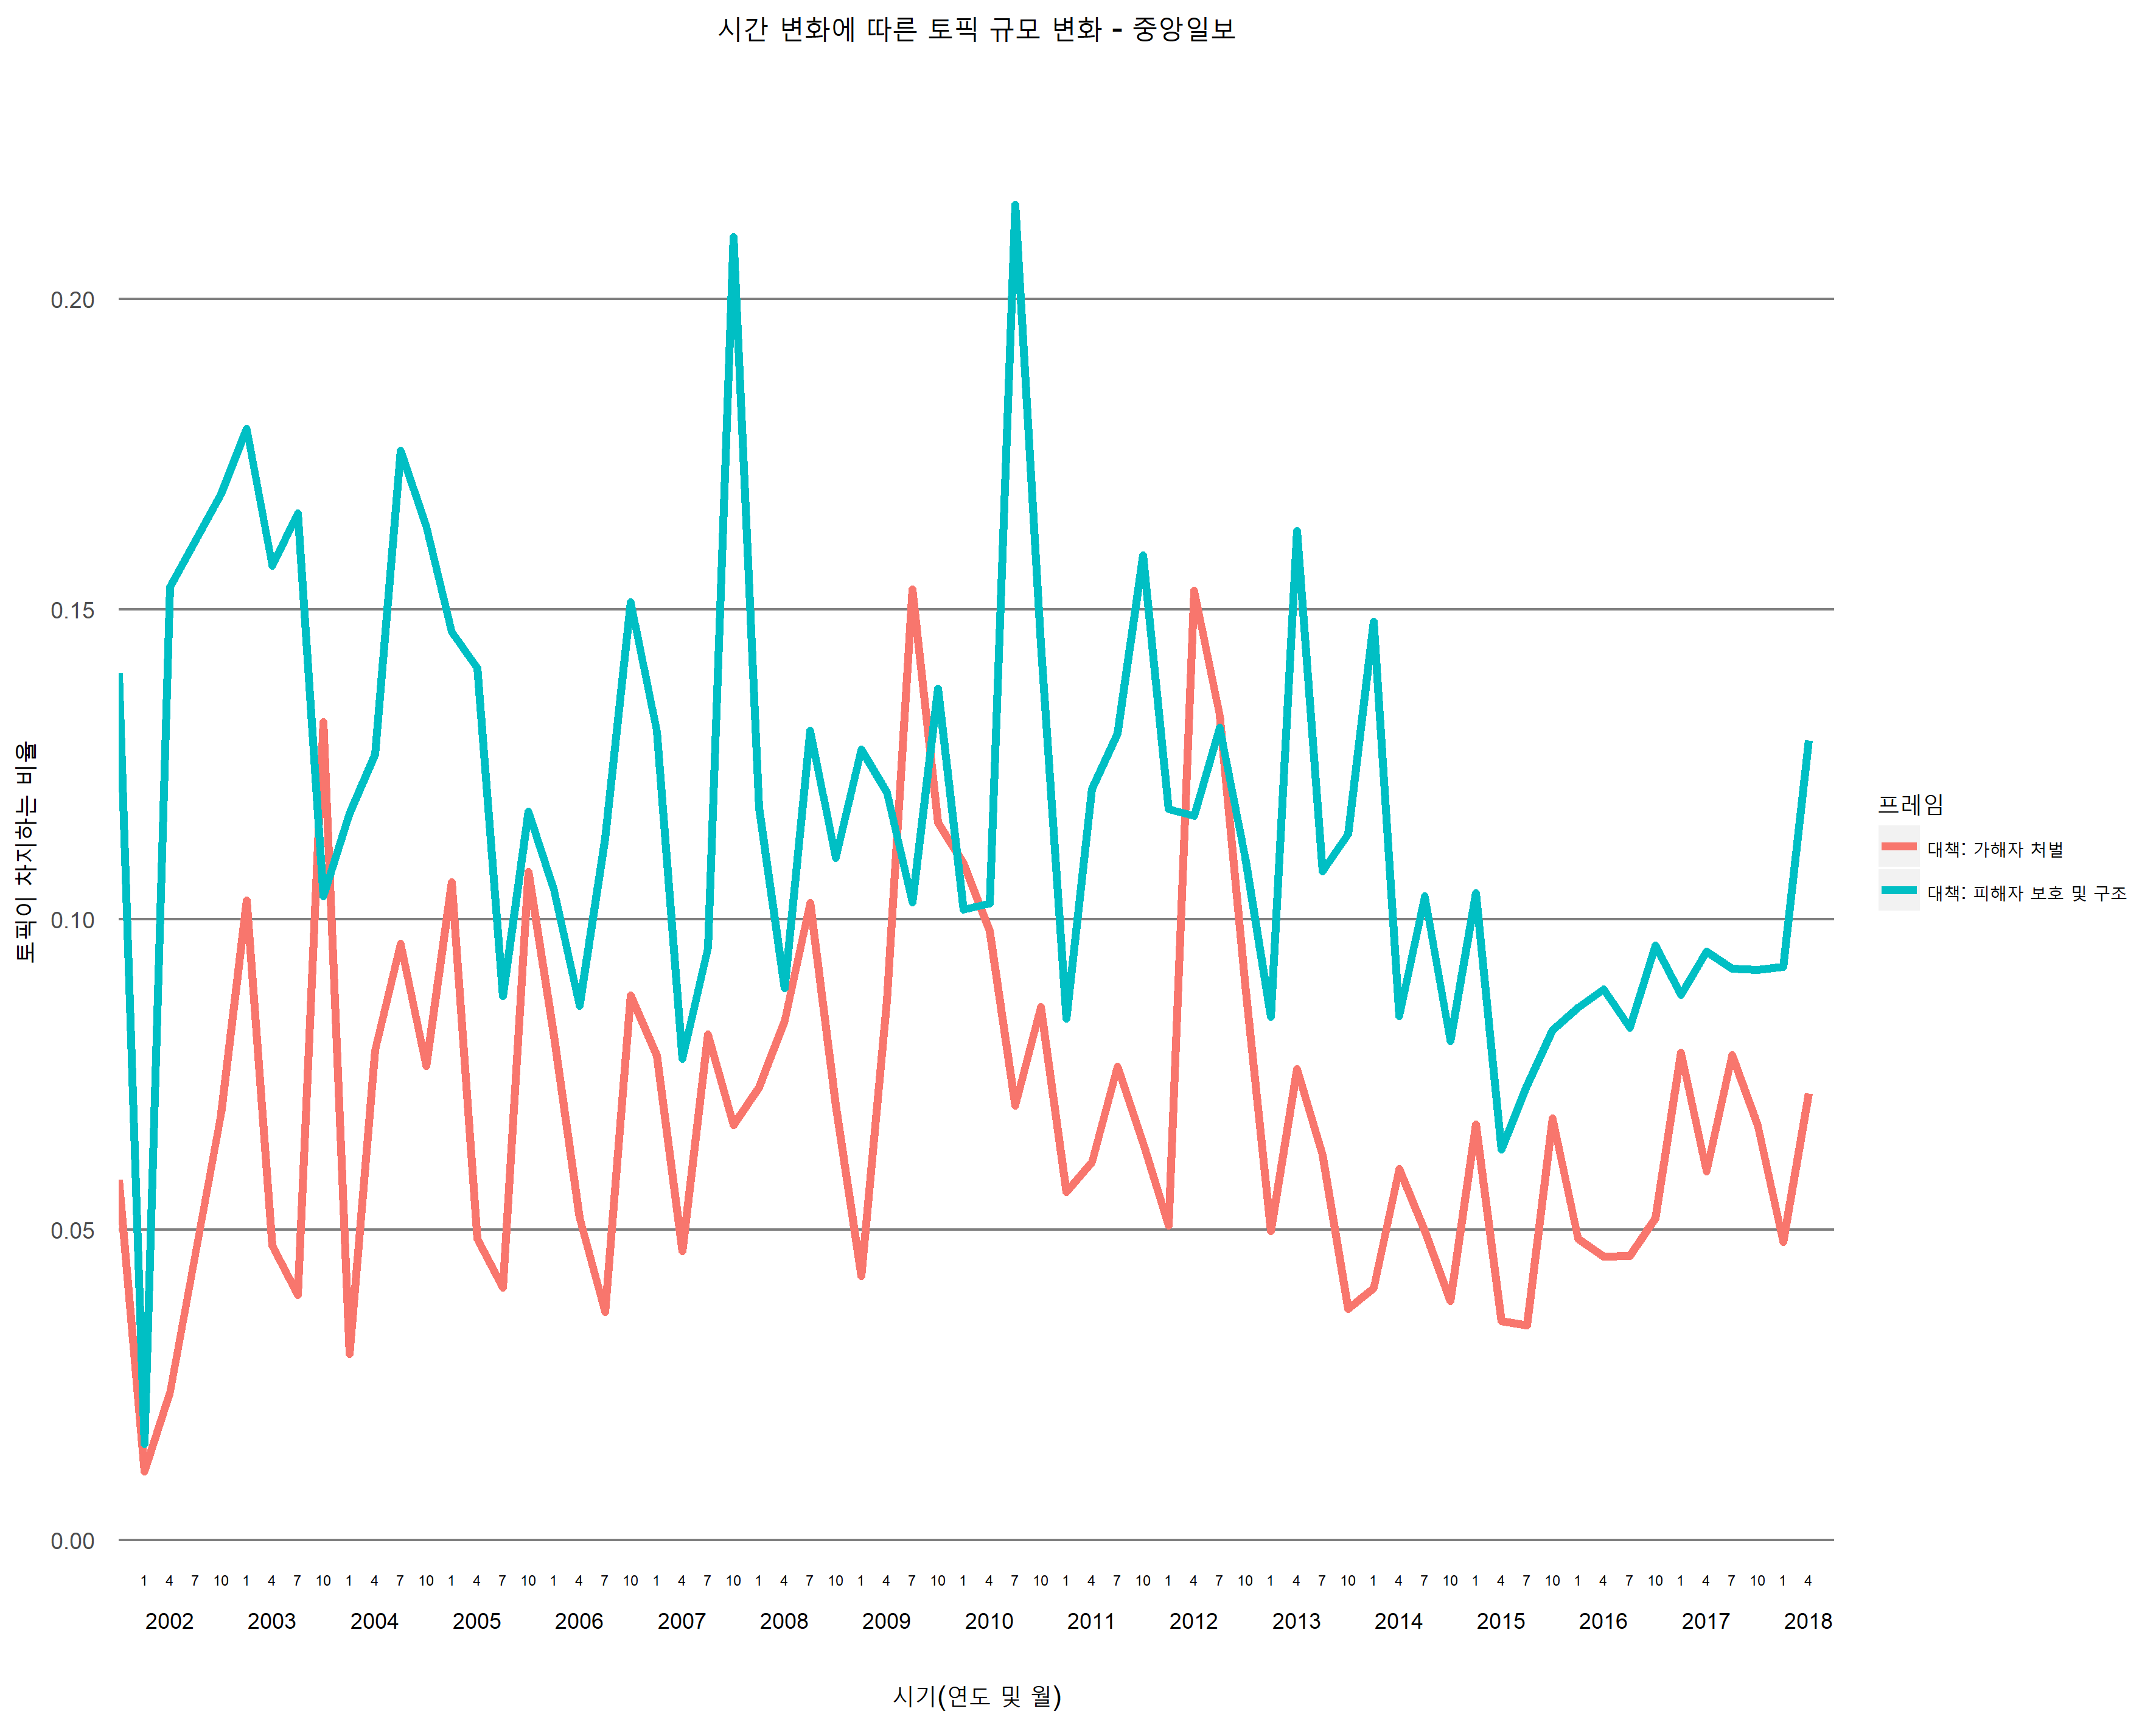 시간 변화에 따른 토픽 규모 변화 - 중앙일보
토픽이 차지하는 비율
0.20
0.15
0.10
0.05
0.00
1 4 7 10 1 4 7 10 1 4 7 10 1 4 7 10 1 4 7 10 1 4 7 10 1 4 7 10 1 4 7 10 1 4 7 10 1 4 7 10 1 4 7 10 1 4 7 10 1 4 7 10 1 4 7 10 1 4 7 10 1 4 7 10 1 4
2002 2003 2004 2005 2006 2007 2008 2009 2010 2011 2012 2013 2014 2015 2016 2017 2018
시기(연도 및 월)
프레임
대책: 가해자 처벌
대책: 피해자 보호 및 구조